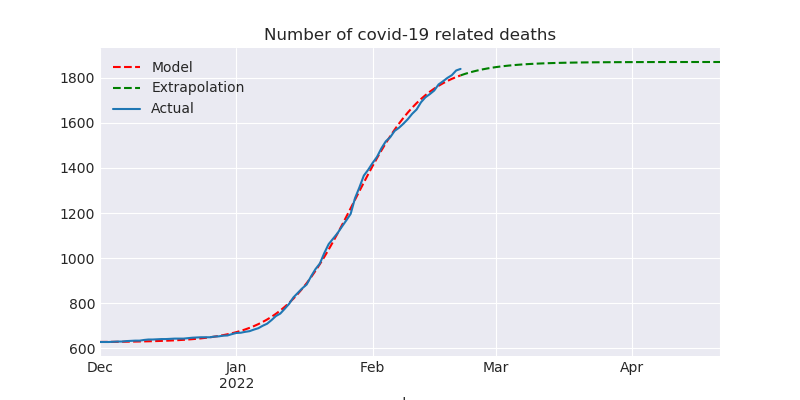 Number of covid-19 related deaths
Model
Extrapolation
Actual
1800
1600
1400
1200
1000
800
600
Dec
Jan
Feb
Mar
Apr
2022